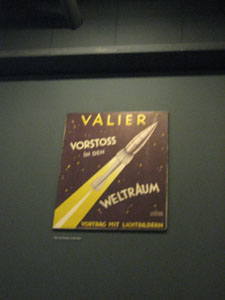 VALIER
VORSTOSS
IN DEN
WELTRAUM
VORTRAG MIT LICHTBILDERN